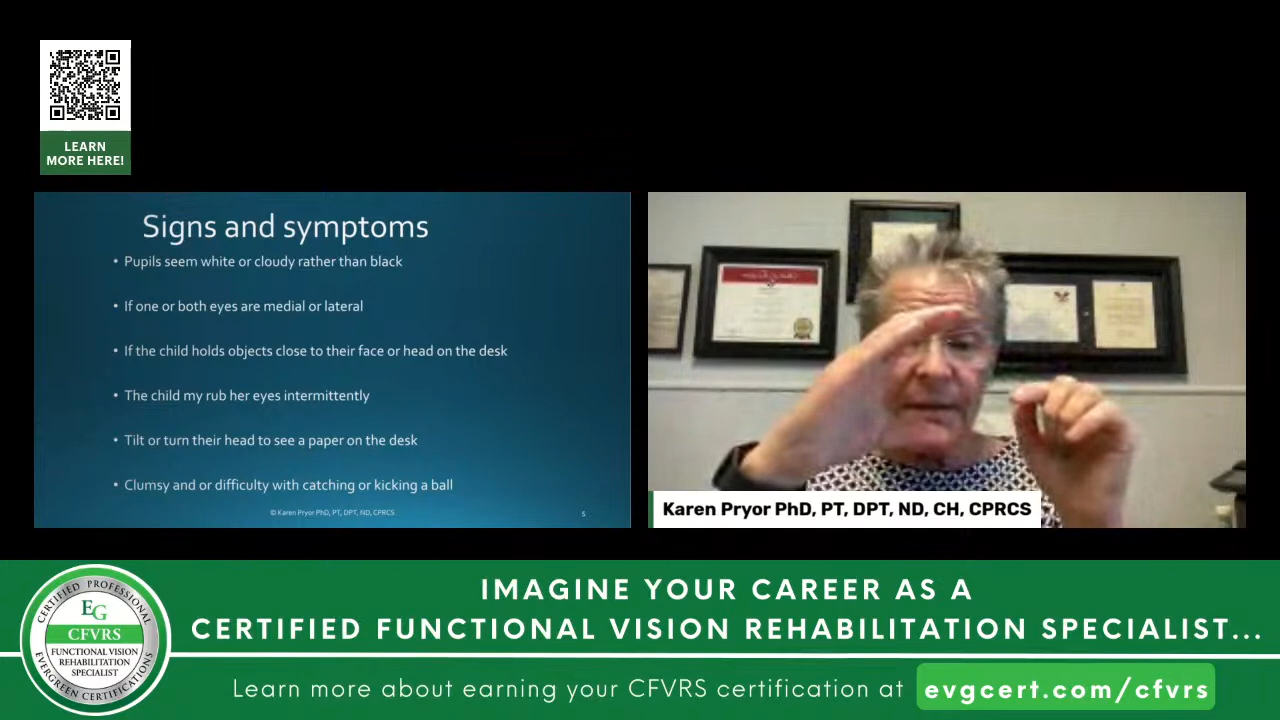 LEARN
MORE HERE!
Signs and symptoms
• Pupils seem white or cloudy rather than black
• If one or both eyes are medial or lateral
• If the child holds objects close to their face or head on the desk
• The child my rub her eyes intermittently
• Tilt or turn their head to see a paper on the desk
• Clumsy and or difficulty with catching or kicking a ball
© Karen Pryor PhD, PT, DPT, ND, CPRCS
5
Karen Pryor PhD, PT, DPT, ND, CH, CPRCS
IMAGINE YOUR CAREER AS A
CERTIFIED FUNCTIONAL VISION REHABILITATION SPECIALIST...
Learn more about earning your CFVRS certification at evgcert.com/cfvrs
CERTIFIED PROFESSIONAL
EG
CFVRS
FUNCTIONAL VISION
REHABILITATION
SPECIALIST
EVERGREEN CERTIFICATIONS